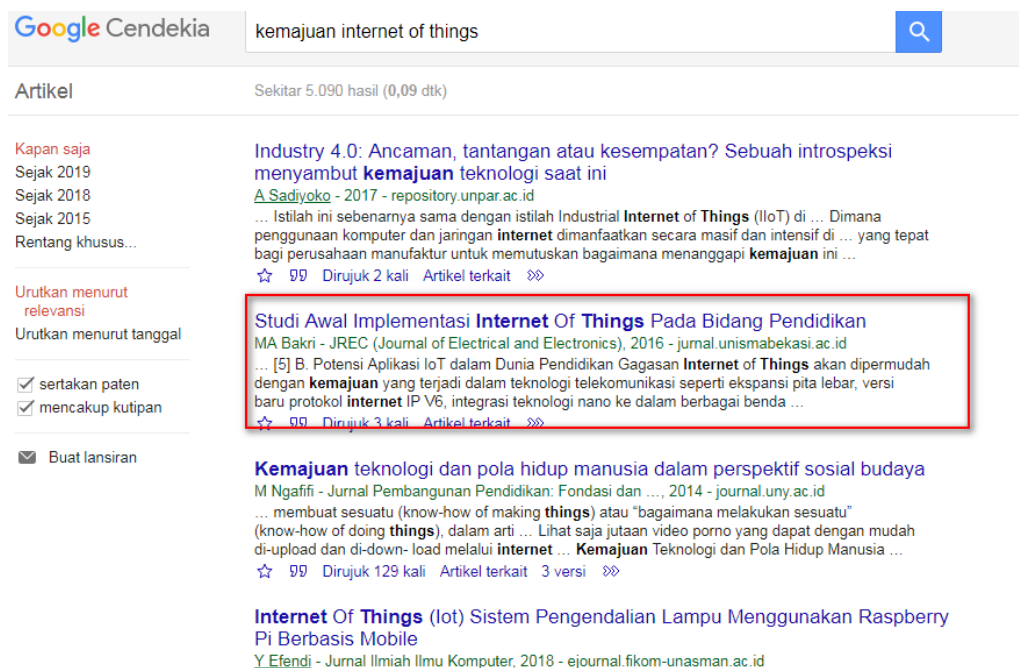 Google Cendekia
kemajuan internet of things
Artikel
Sekitar 5.090 hasil (0,09 dtk)
Kapan saja
Sejak 2019
Sejak 2018
Sejak 2015
Rentang khusus...
Urutkan menurut
relevansi
Urutkan menurut tanggal
sertakan paten
mencakup kutipan
Buat lansiran
Industry 4.0: Ancaman, tantangan atau kesempatan? Sebuah introspeksi
menyambut kemajuan teknologi saat ini
A Sadiyoko - 2017 - repository.unpar.ac.id
… Istilah ini sebenarnya sama dengan istilah Industrial Internet of Things (IIoT) di … Dimana
penggunaan komputer dan jaringan internet dimanfaatkan secara masif dan intensif di … yang tepat
bagi perusahaan manufaktur untuk memutuskan bagaimana menanggapi kemajuan ini …
Dirujuk 2 kali Artikel terkait
Studi Awal Implementasi Internet Of Things Pada Bidang Pendidikan
MA Bakri - JREC (Journal of Electrical and Electronics), 2016 - jurnal.unismabekasi.ac.id
… [5] B. Potensi Aplikasi IoT dalam Dunia Pendidikan Gagasan Internet of Things akan dipermudah
dengan kemajuan yang terjadi dalam teknologi telekomunikasi seperti ekspansi pita lebar, versi
baru protokol internet IP V6, integrasi teknologi nano ke dalam berbagai benda …
Dirujuk 3 kali Artikel terkait
Kemajuan teknologi dan pola hidup manusia dalam perspektif sosial budaya
M Ngafifi - Jurnal Pembangunan Pendidikan: Fondasi dan …, 2014 - journal.uny.ac.id
… membuat sesuatu (know-how of making things) atau “bagaimana melakukan sesuatu”
(know-how of doing things), dalam arti … Lihat saja jutaan video porno yang dapat dengan mudah
di-upload dan di-down- load melalui internet … Kemajuan Teknologi dan Pola Hidup Manusia …
Dirujuk 129 kali Artikel terkait 3 versi
Internet Of Things (Iot) Sistem Pengendalian Lampu Menggunakan Raspberry
Pi Berbasis Mobile
Y Efendi - Jurnal Ilmiah Ilmu Komputer, 2018 - ejournal.fikom-unasman.ac.id